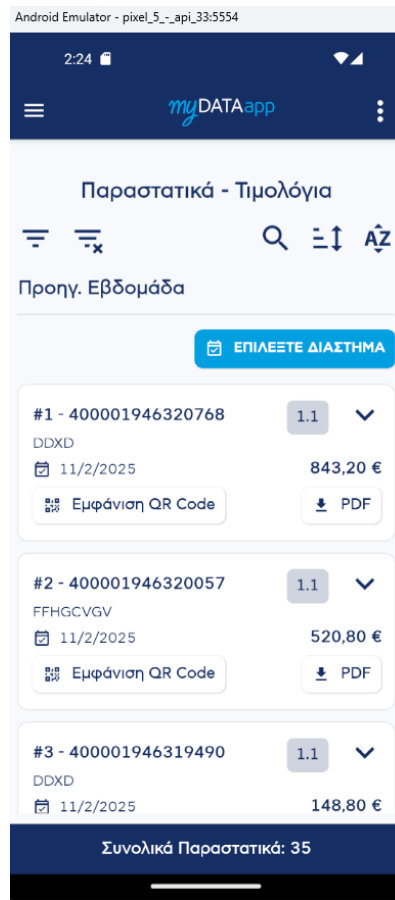 Android Emulator - pixel_5_-_api_33:5554
2:24
myDATAapp
Παραστατικά - Τιμολόγια
AZ
Προηγ. Εβδομάδα
ΕΠΙΛΕΞΤΕ ΔΙΑΣΤΗΜΑ
#1 - 400001946320768 1.1
DDXD
11/2/2025 843,20 €
Εμφάνιση QR Code PDF
#2 - 400001946320057 1.1
FFHGCVGV
11/2/2025 520,80 €
Εμφάνιση QR Code PDF
#3 - 400001946319490 1.1
DDXD
11/2/2025 148,80 €
Συνολικά Παραστατικά: 35